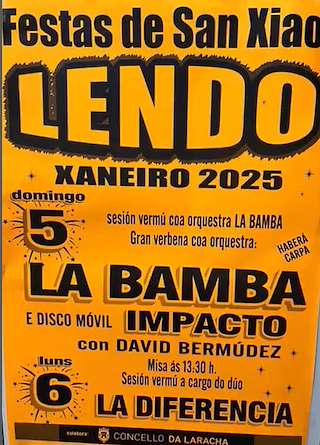 Festas de San Xiao
LENDO
XANEIRO 2025
domingo
5
sesión vermú coa orquestra LA BAMBA
Gran verbena coa orquestra:
HABERÁ
CARPA
LA BAMBA
E DISCO MÓVIL IMPACTO
con DAVID BERMÚDEZ
luns
6
Misa ás 13:30 h.
Sesión vermú a cargo do dúo
LA DIFERENCIA
colabora:
CONCELLO DA LARACHA